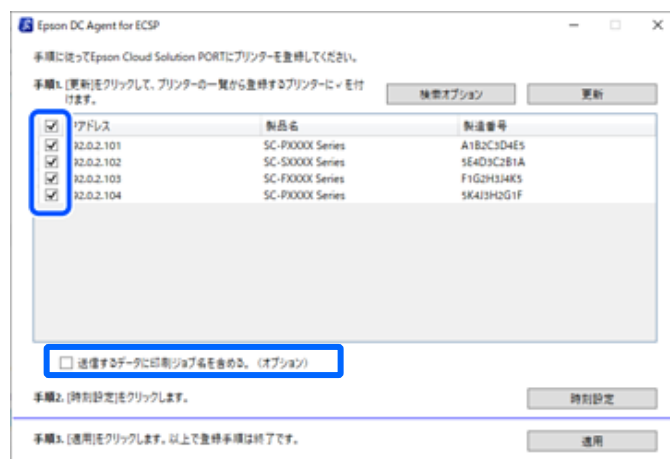 Epson DC Agent for ECSP
手順に従ってEpson Cloud Solution PORTにプリンターを登録してください。
手順1. [更新]をクリックして、プリンターの一覧から登録するプリンターに✓を付
けます。
検索オプション
更新
Pアドレス 製品名 製造番号
92.0.2.101 SC-PXXXX Series A1B2C3D4E5
92.0.2.102 SC-SXXXX Series 5E4D3C2B1A
92.0.2.103 SC-FXXXX Series F1G2H3J4K5
92.0.2.104 SC-PXXXX Series 5K4J3H2G1F
送信するデータに印刷ジョブ名を含める。（オプション）
手順2. [時刻設定]をクリックします。
時刻設定
手順3. [適用]をクリックします。以上で登録手順は終了です。
適用